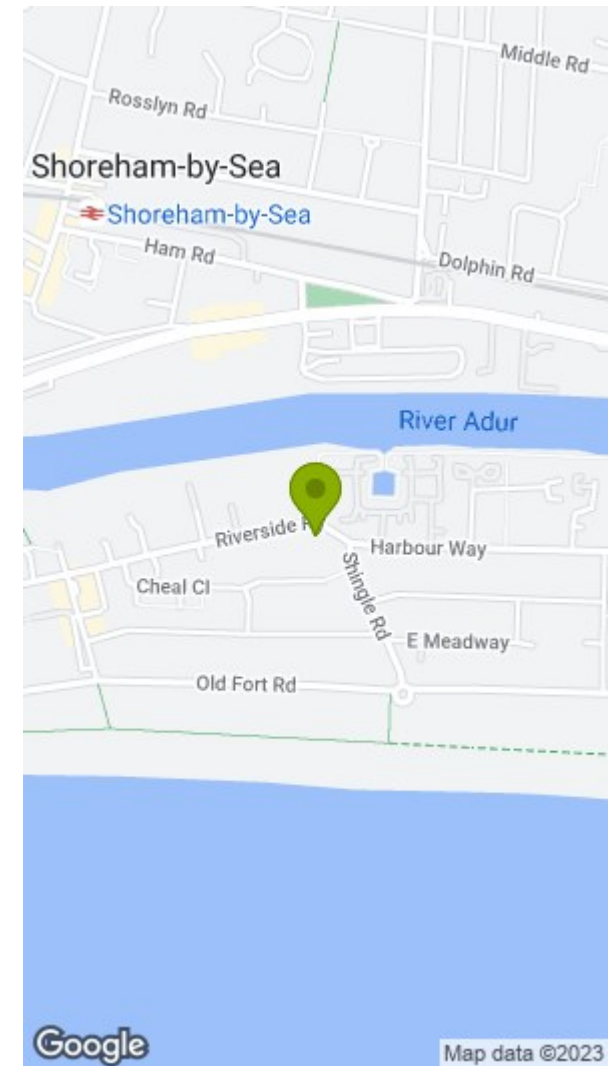 Middle Rd
Rosslyn Rd
Shoreham-by-Sea
Shoreham-by-Sea
Ham Rd
Dolphin Rd
River Adur
Riverside
Harbour Way
Shingle Rd
Cheal Cl
E Meadway
Old Fort Rd
Google
Map data ©2023